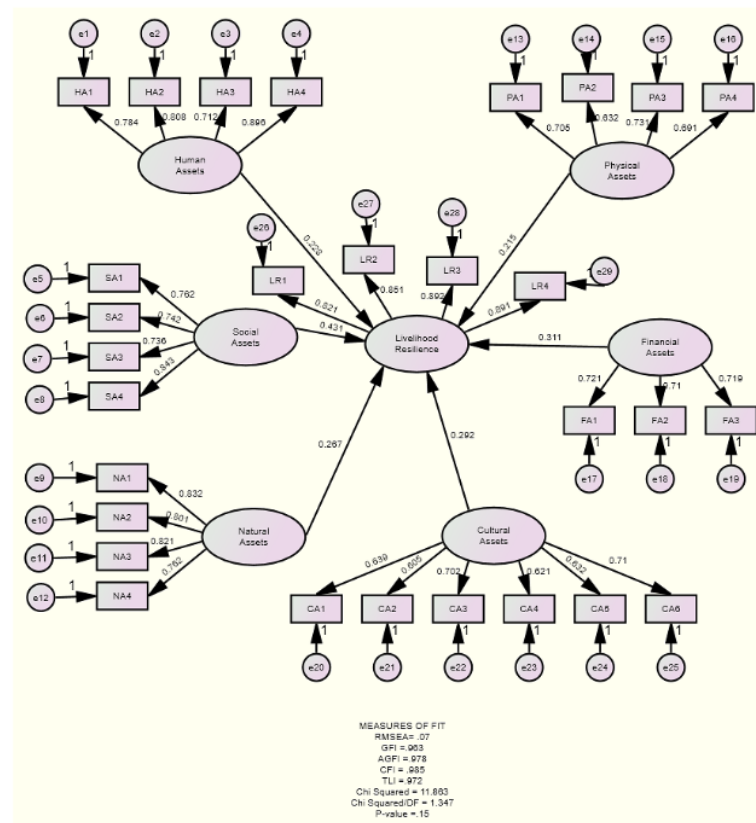 e1 e2 e3 e4
1 1 1 1
HA1 HA2 HA3 HA4
0.784 0.808 0.712 0.896
Human
Assets
e13 e14 e15 e16
1 1 1 1
PA1 PA2 PA3 PA4
0.705 0.632 0.731 0.691
Physical
Assets
0.228
0.215
e26 e27 e28 e29
1 1 1 1
LR1 LR2 LR3 LR4
0.821 0.851 0.892 0.891
Livelihood
Resilience
e5 1 SA1 0.762
e6 1 SA2 0.742
e7 1 SA3 0.736
e8 1 SA4 0.843
Social
Assets
0.431
0.311
Financial
Assets
0.721 0.71 0.719
FA1 FA2 FA3
1 1 1
e17 e18 e19
0.267
0.292
e9 1 NA1 0.832
e10 1 NA2 0.801
e11 1 NA3 0.821
e12 1 NA4 0.762
Natural
Assets
Cultural
Assets
0.639 0.605 0.702 0.621 0.632 0.71
CA1 CA2 CA3 CA4 CA5 CA6
1 1 1 1 1 1
e20 e21 e22 e23 e24 e25
MEASURES OF FIT
RMSEA= .07
GFI =.963
AGFI =.978
CFI =.985
TLI =.972
Chi Squared = 11.863
Chi Squared/DF = 1.347
P-value =.15